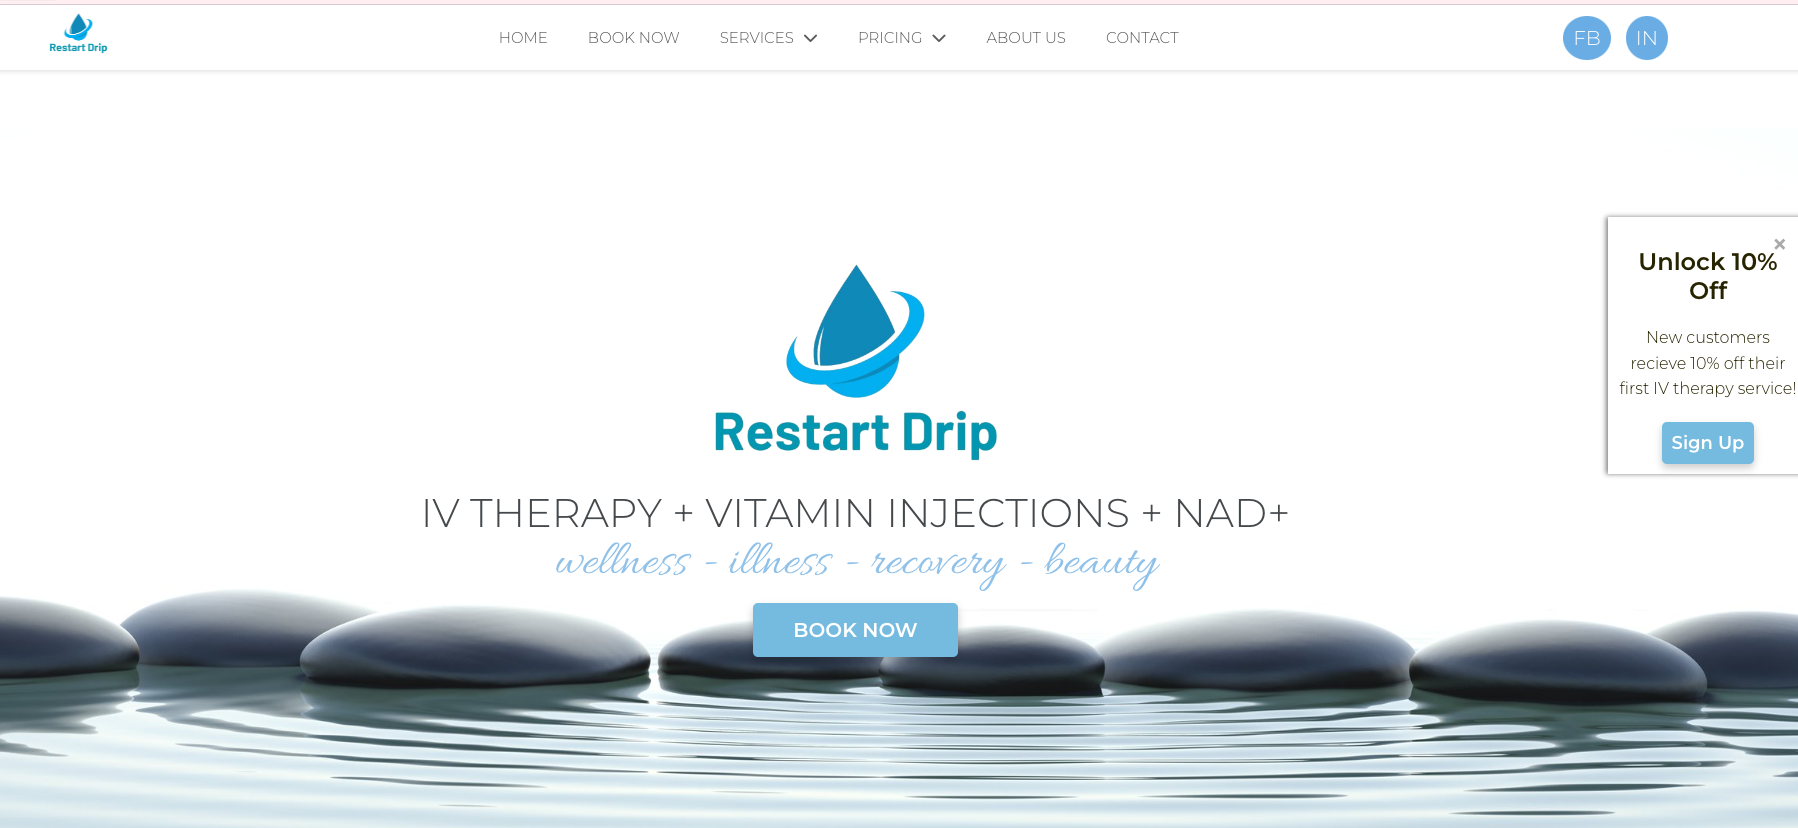 Restart Drip
HOME BOOK NOW SERVICES PRICING ABOUT US CONTACT
FB IN
Unlock 10%
Off
New customers
recieve 10% off their
first IV therapy service!
Sign Up
Restart Drip
IV THERAPY + VITAMIN INJECTIONS + NAD+
wellness - illness - recovery - beauty
BOOK NOW